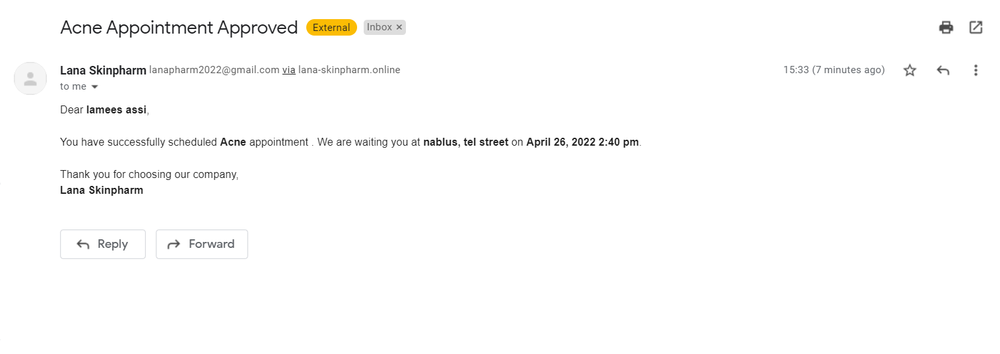 Acne Appointment Approved External Inbox ×
Lana Skinpharm lanapharm2022@gmail.com via lana-skinpharm.online 15:33 (7 minutes ago)
to me
Dear lamees assi,
You have successfully scheduled Acne appointment . We are waiting you at nablus, tel street on April 26, 2022 2:40 pm.
Thank you for choosing our company,
Lana Skinpharm
Reply Forward